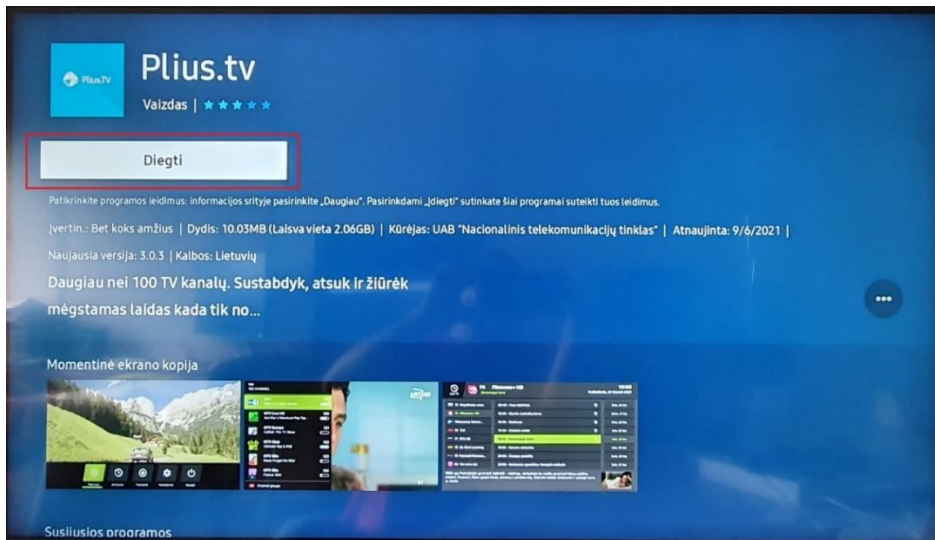 Plius.tv
PliusTV
Vaizdas |
Diegti
Patikrinkite programos leidimus: informacijos srityje pasirinkite „Daugiau". Pasirinkdami „Įdiegti" sutinkate šiai programai suteikti tuos leidimus.
Įvertin.: Bet koks amžius | Dydis: 10.03MB (Laisva vieta 2.06GB) | Kūrėjas: UAB "Nacionalinis telekomunikacijų tinklas" | Atnaujinta: 9/6/2021 |
Naujausia versija: 3.0.3 | Kalbos: Lietuvių
Daugiau nei 100 TV kanalų. Sustabdyk, atsuk ir žiūrėk
mėgstamas laidas kada tik no...
Momentinė ekrano kopija
Susijusios programos